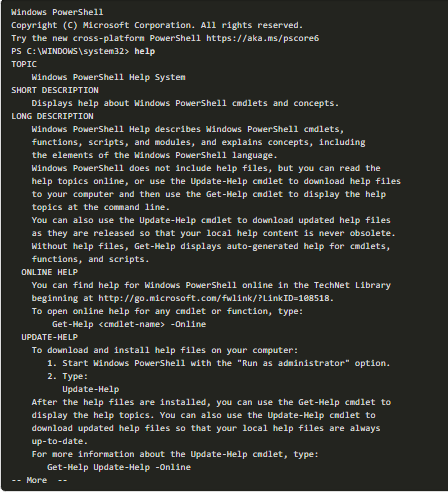 Windows PowerShell
Copyright (C) Microsoft Corporation. All rights reserved.
Try the new cross-platform PowerShell https://aka.ms/pscore6
PS C:\WINDOWS\system32> help
TOPIC
Windows PowerShell Help System
SHORT DESCRIPTION
Displays help about Windows PowerShell cmdlets and concepts.
LONG DESCRIPTION
Windows PowerShell Help describes Windows PowerShell cmdlets,
functions, scripts, and modules, and explains concepts, including
the elements of the Windows PowerShell language.
Windows PowerShell does not include help files, but you can read the
help topics online, or use the Update-Help cmdlet to download help files
to your computer and then use the Get-Help cmdlet to display the help
topics at the command line.
You can also use the Update-Help cmdlet to download updated help files
as they are released so that your local help content is never obsolete.
Without help files, Get-Help displays auto-generated help for cmdlets,
functions, and scripts.
ONLINE HELP
You can find help for Windows PowerShell online in the TechNet Library
beginning at http://go.microsoft.com/fwlink/?LinkID=108518.
To open online help for any cmdlet or function, type:
Get-Help <cmdlet-name> -Online
UPDATE-HELP
To download and install help files on your computer:
1. Start Windows PowerShell with the "Run as administrator" option.
2. Type:
Update-Help
After the help files are installed, you can use the Get-Help cmdlet to
display the help topics. You can also use the Update-Help cmdlet to
download updated help files so that your local help files are always
up-to-date.
For more information about the Update-Help cmdlet, type:
Get-Help Update-Help -Online
-- More  --